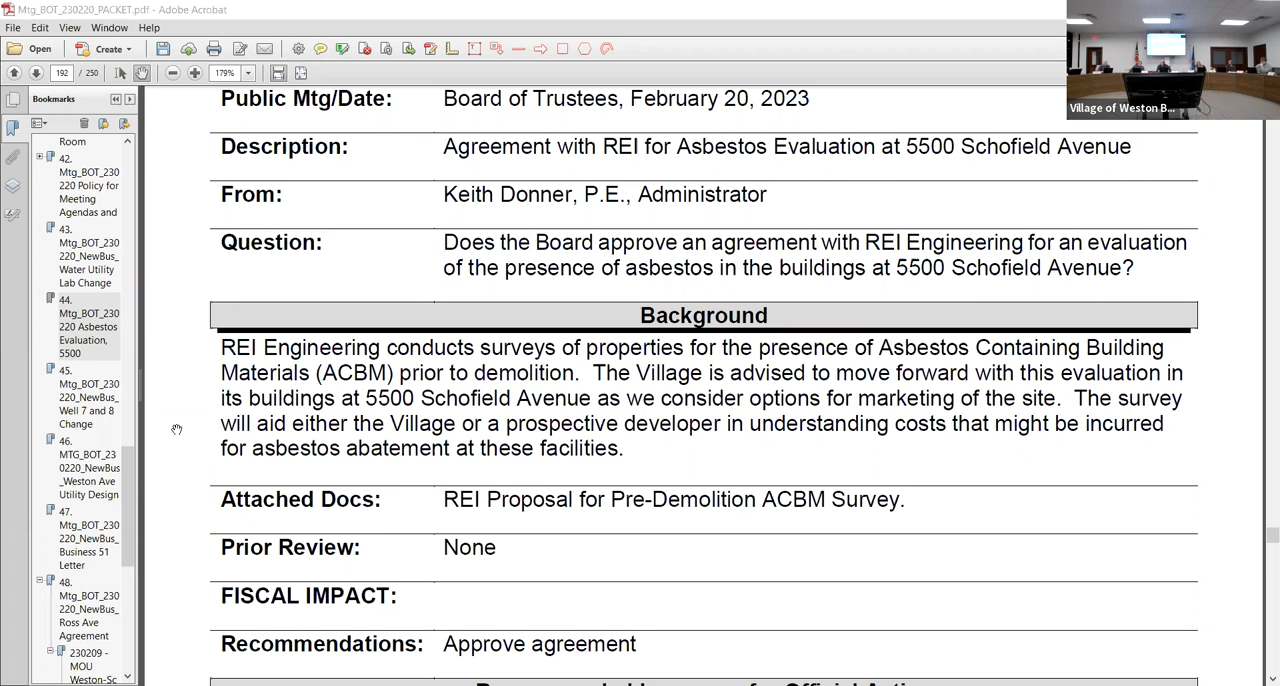 Mtg_BOT_230220_PACKET.pdf - Adobe Acrobat
File Edit View Window Help
Open Create 
192 / 250 179%
Village of Weston B...
Bookmarks
Room
42.
Mtg_BOT_230
220 Policy for
Meeting
Agendas and
43.
Mtg_BOT_230
220_NewBus_
Water Utility
Lab Change
44.
Mtg_BOT_230
220 Asbestos
Evaluation,
5500
45.
Mtg_BOT_230
220_NewBus_
Well 7 and 8
Change
46.
MTG_BOT_23
0220_NewBus
_Weston Ave
Utility Design
47.
Mtg_BOT_230
220_NewBus_
Business 51
Letter
48.
Mtg_BOT_230
220_NewBus_
Ross Ave
Agreement
230209 -
MOU
Weston-Sc
Public Mtg/Date: Board of Trustees, February 20, 2023
Description: Agreement with REI for Asbestos Evaluation at 5500 Schofield Avenue
From: Keith Donner, P.E., Administrator
Question: Does the Board approve an agreement with REI Engineering for an evaluation
of the presence of asbestos in the buildings at 5500 Schofield Avenue?
Background
REI Engineering conducts surveys of properties for the presence of Asbestos Containing Building
Materials (ACBM) prior to demolition. The Village is advised to move forward with this evaluation in
its buildings at 5500 Schofield Avenue as we consider options for marketing of the site. The survey
will aid either the Village or a prospective developer in understanding costs that might be incurred
for asbestos abatement at these facilities.
Attached Docs: REI Proposal for Pre-Demolition ACBM Survey.
Prior Review: None
FISCAL IMPACT:
Recommendations: Approve agreement